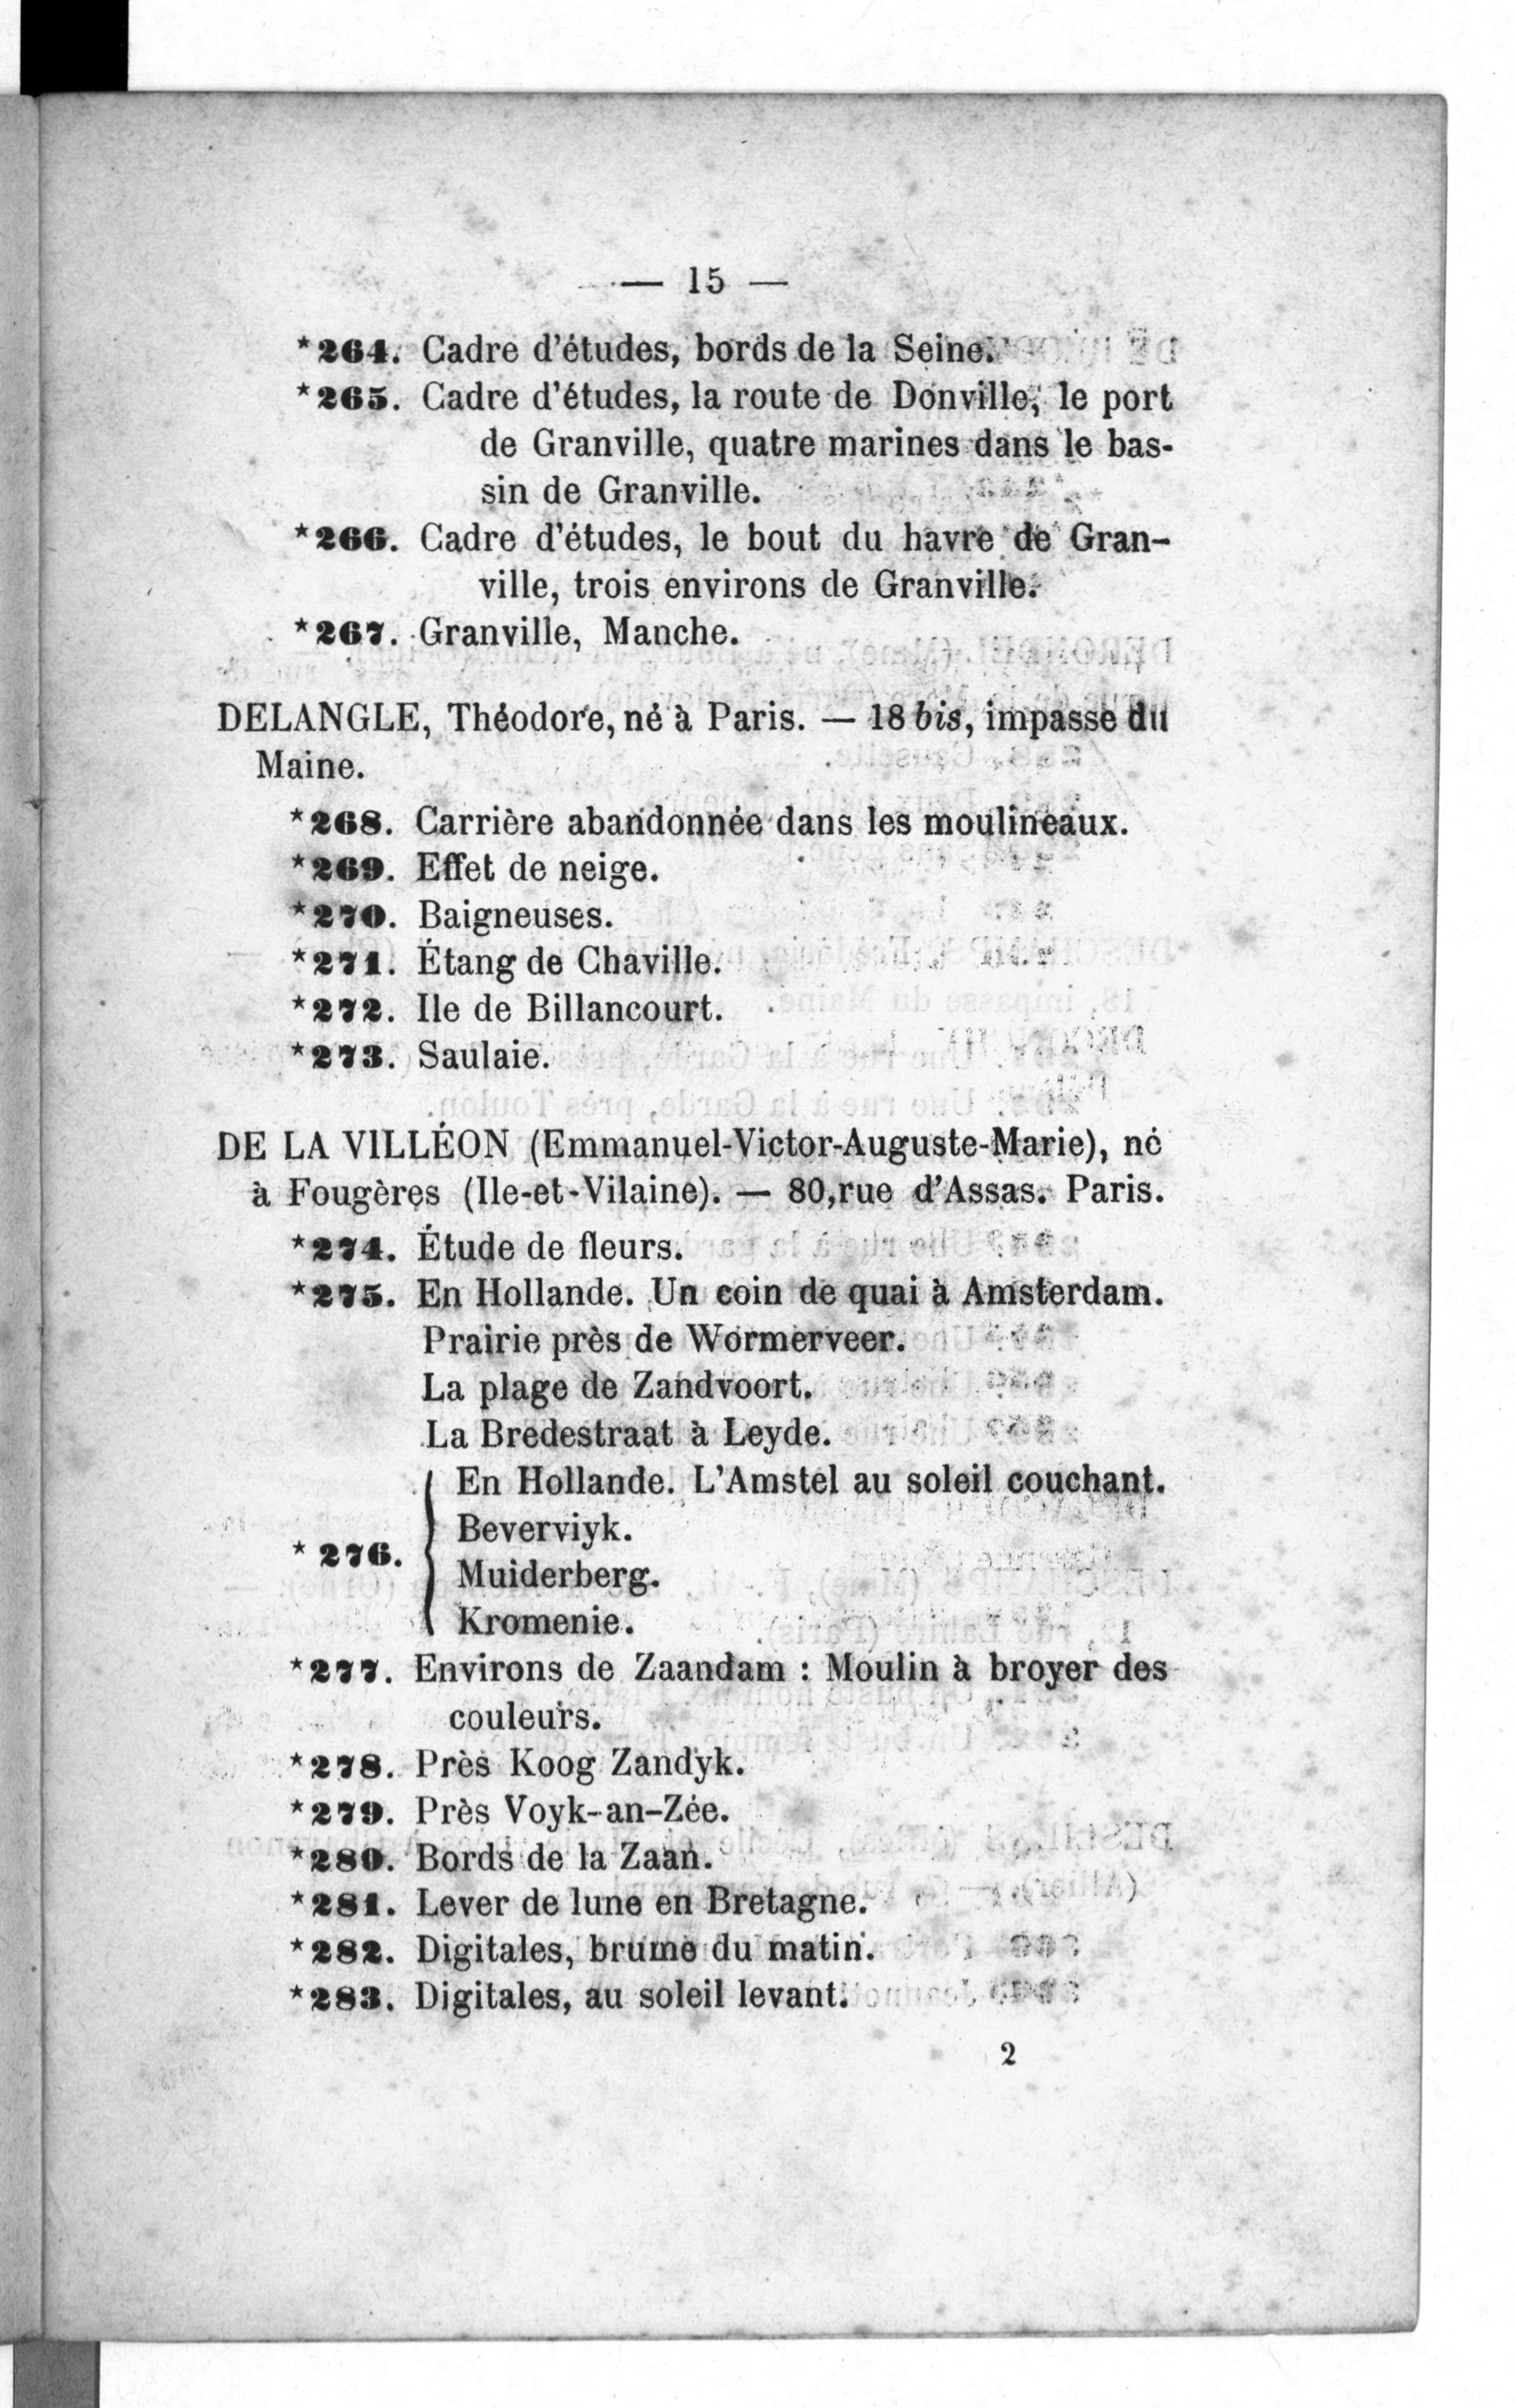 — 15 —
*264. Cadre d'études, bords de la Seine.
*265. Cadre d'études, la route de Donville, le port
de Granville, quatre marines dans le bas-
sin de Granville.
*266. Cadre d'études, le bout du havre de Gran-
ville, trois environs de Granville.
*267. Granville, Manche.
DELANGLE, Théodore, né à Paris. — 18 bis, impasse du
Maine.
*268. Carrière abandonnée dans les moulineaux.
*269. Effet de neige.
*270. Baigneuses.
*271. Étang de Chaville.
*272. Ile de Billancourt.
*273. Saulaie.
DE LA VILLÉON (Emmanuel-Victor-Auguste-Marie), né
à Fougères (Ile-et-Vilaine). — 80, rue d'Assas. Paris.
*274. Étude de fleurs.
*275. En Hollande. Un coin de quai à Amsterdam.
Prairie près de Wormerveer.
La plage de Zandvoort.
La Bredestraat à Leyde.
En Hollande. L'Amstel au soleil couchant.
Beverviyk.
*276.
Muiderberg.
Kromenie.
*277. Environs de Zaandam : Moulin à broyer des
couleurs.
*278. Près Koog Zandyk.
*279. Près Voyk-an-Zée.
*280. Bords de la Zaan.
*281. Lever de lune en Bretagne.
*282. Digitales, brume du matin.
*283. Digitales, au soleil levant.
2